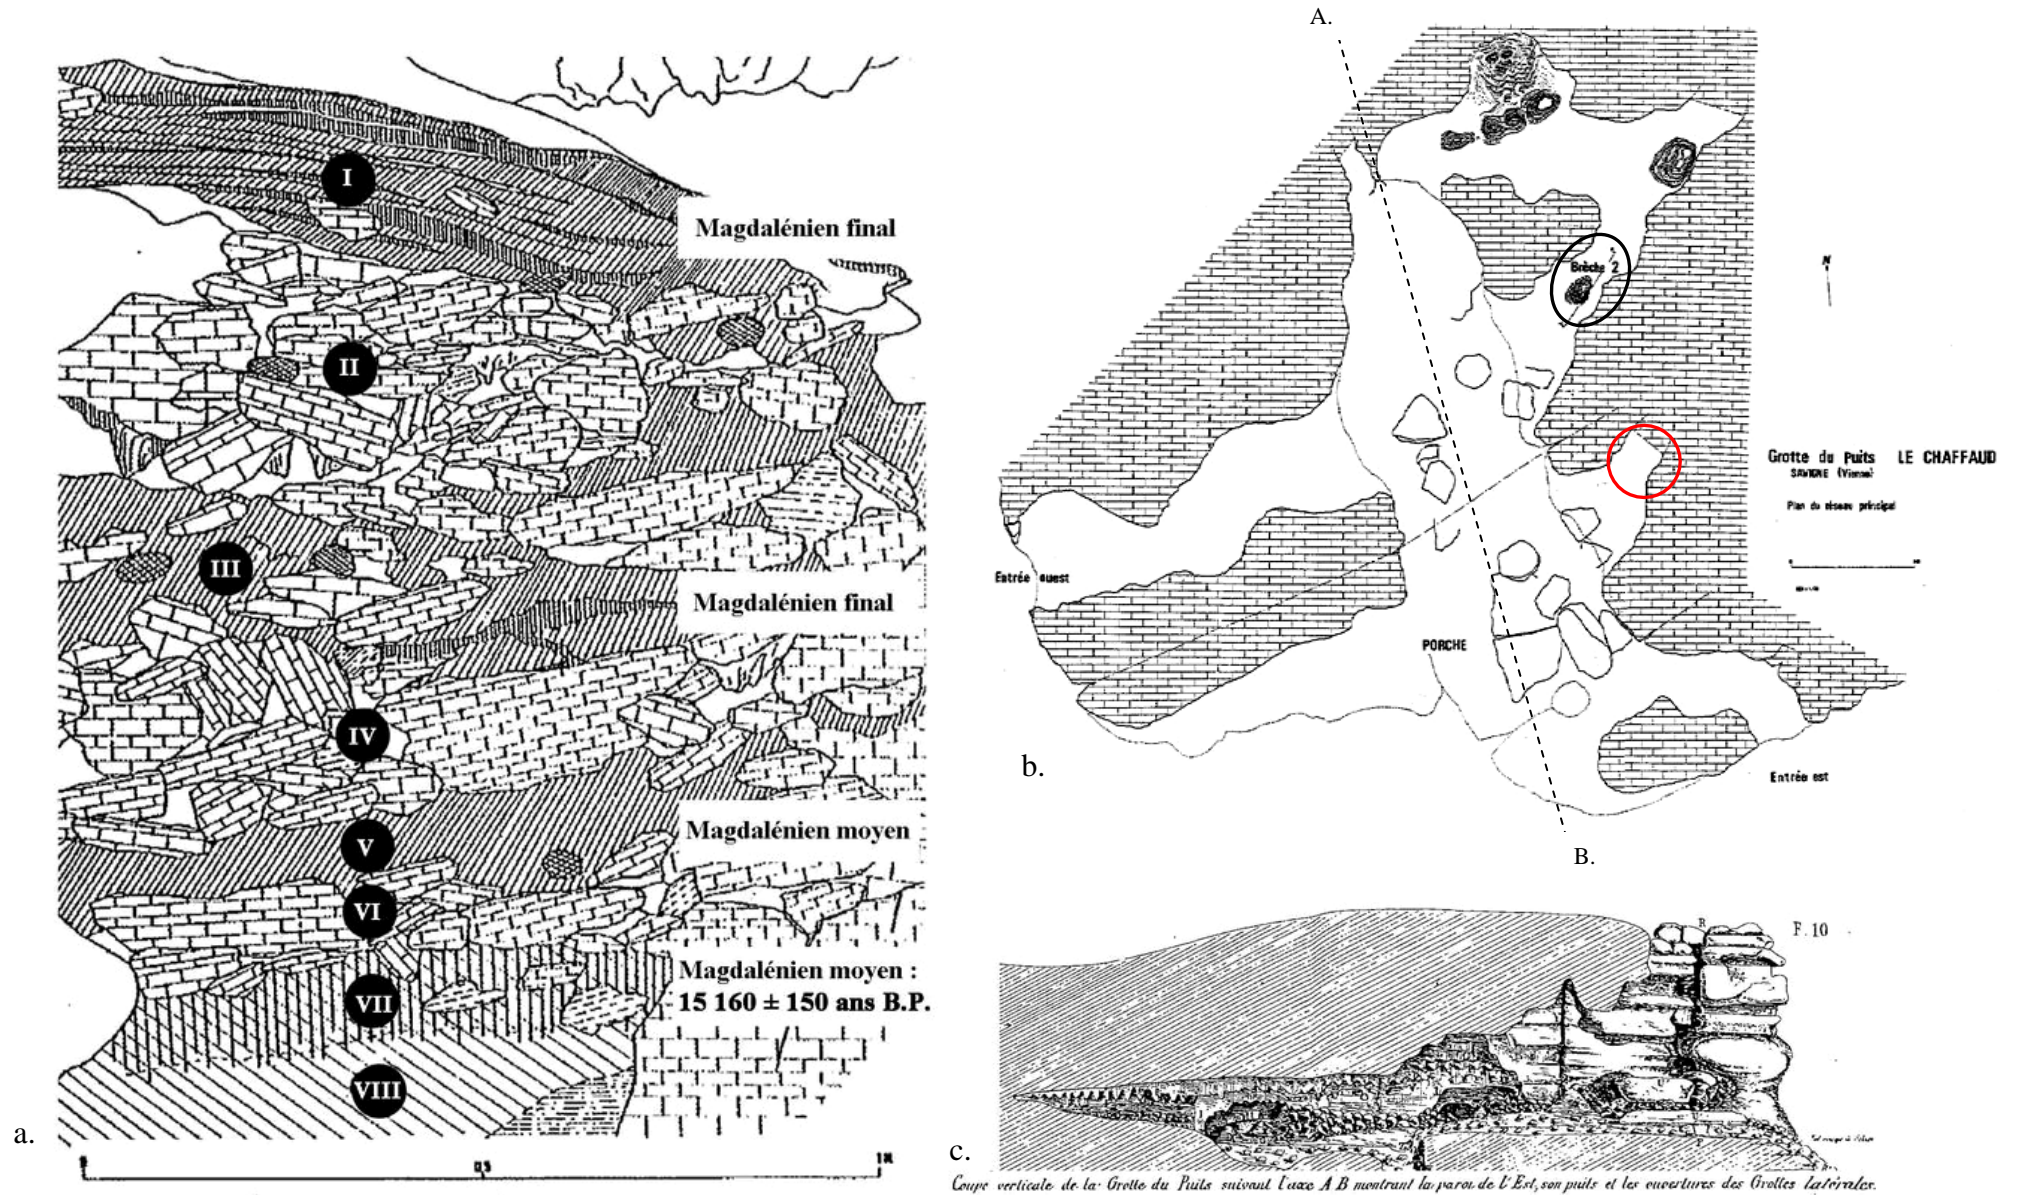 I
Magdalénien final
II
III
Magdalénien final
IV
Magdalénien moyen
V
VI
Magdalénien moyen :
15 160 ± 150 ans B.P.
VII
VIII
a.
0,5
1 M
A.
Brèche 2
N
Grotte du Puits LE CHAFFAUD
SAVIGNE (Vienne)
Plan du réseau principal
Entrée ouest
PORCHE
b.
Entrée est
B.
R
F. 10
c.
Coupe verticale de la Grotte du Puits suivant l'axe A B montrant la paroi de l'Est, son puits et les ouvertures des Grottes latérales.